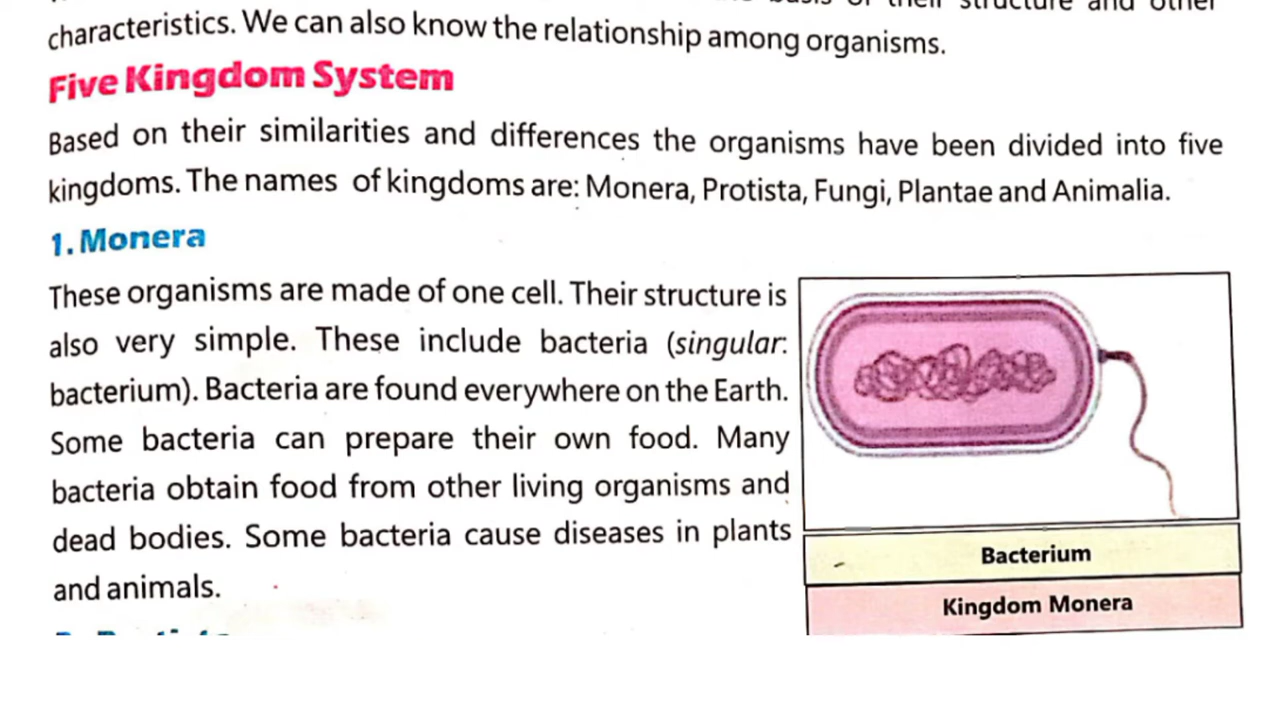 structure and other
characteristics. We can also know the relationship among organisms.
Five Kingdom System
Based on their similarities and differences the organisms have been divided into five
kingdoms. The names of kingdoms are: Monera, Protista, Fungi, Plantae and Animalia.
1. Monera
These organisms are made of one cell. Their structure is
also very simple. These include bacteria (singular:
bacterium). Bacteria are found everywhere on the Earth.
Some bacteria can prepare their own food. Many
bacteria obtain food from other living organisms and
dead bodies. Some bacteria cause diseases in plants
and animals.
Bacterium
Kingdom Monera